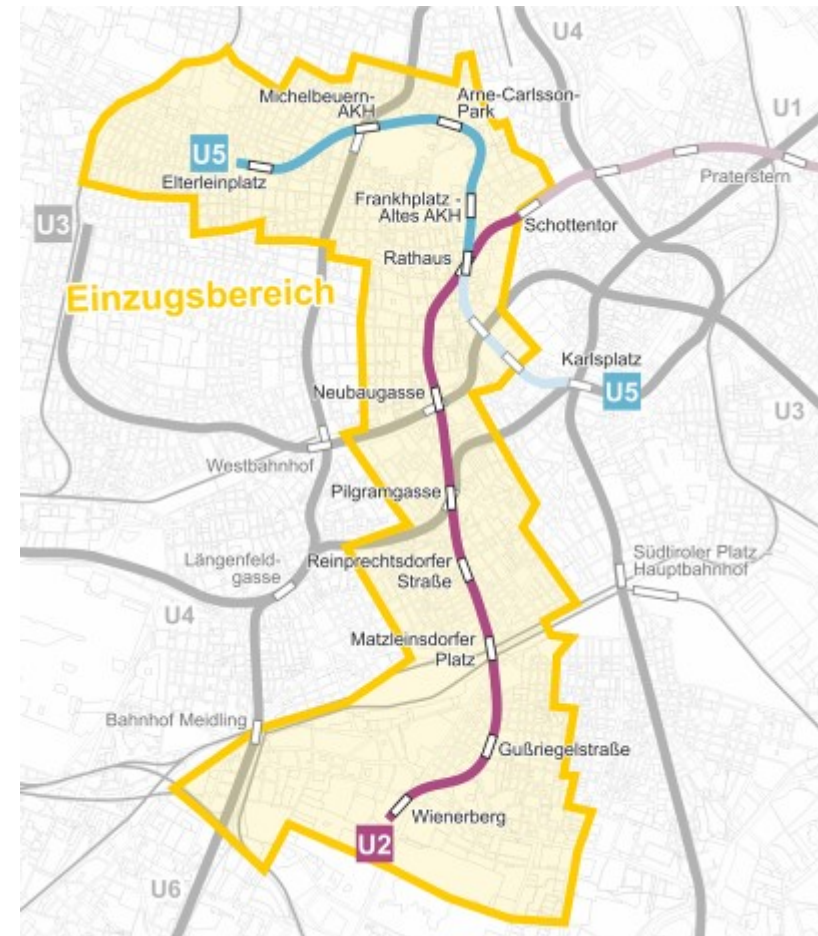 U4
Michelbeuern-
AKH
Arne-Carlsson-
Park
U1
U5
Elterleinplatz
Praterstern
Frankhplatz -
Altes AKH
U3
Schottentor
Rathaus
Einzugsbereich
Karlsplatz
U5
Neubaugasse
U3
Westbahnhof
Pilgramgasse
Längenfeld-
gasse
Reinprechtsdorfer
Straße
Südtiroler Platz -
Hauptbahnhof
U4
Matzleinsdorfer
Platz
Bahnhof Meidling
Gußriegelstraße
Wienerberg
U2
U6
U4